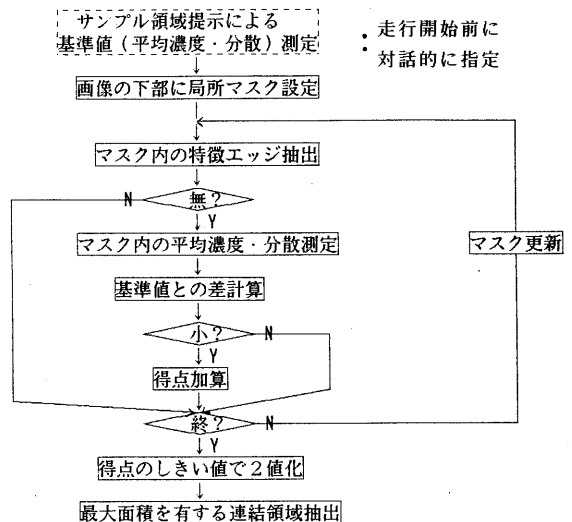 サンプル領域提示による
基準値(平均濃度・分散)測定
: 走行開始前に
対話的に指定
画像の下部に局所マスク設定
マスク内の特徴エッジ抽出
無?
N
Y
マスク内の平均濃度・分散測定
マスク更新
基準値との差計算
小?
N
Y
得点加算
終?
N
Y
得点のしきい値で2値化
最大面積を有する連結領域抽出